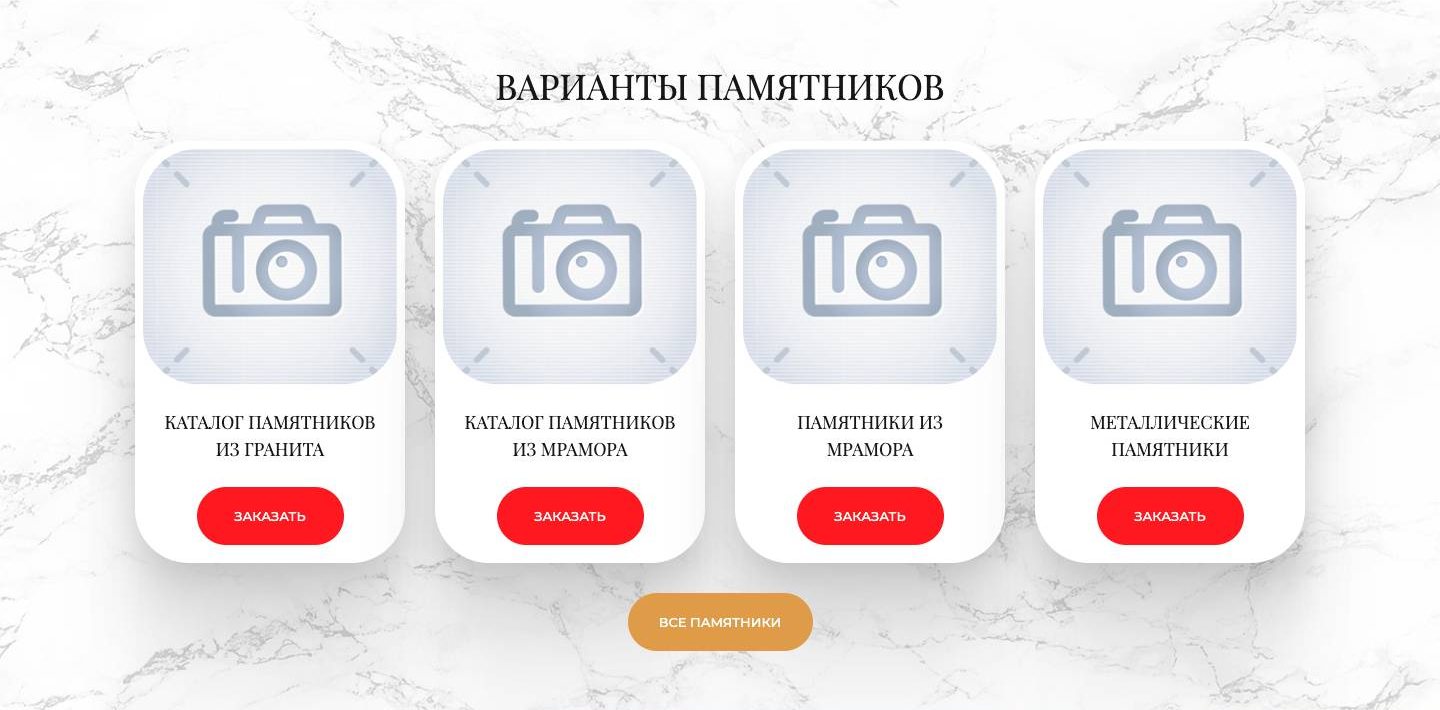 ВАРИАНТЫ ПАМЯТНИКОВ
КАТАЛОГ ПАМЯТНИКОВ
ИЗ ГРАНИТА
ЗАКАЗАТЬ
КАТАЛОГ ПАМЯТНИКОВ
ИЗ МРАМОРА
ЗАКАЗАТЬ
ПАМЯТНИКИ ИЗ
МРАМОРА
ЗАКАЗАТЬ
МЕТАЛЛИЧЕСКИЕ
ПАМЯТНИКИ
ЗАКАЗАТЬ
ВСЕ ПАМЯТНИКИ